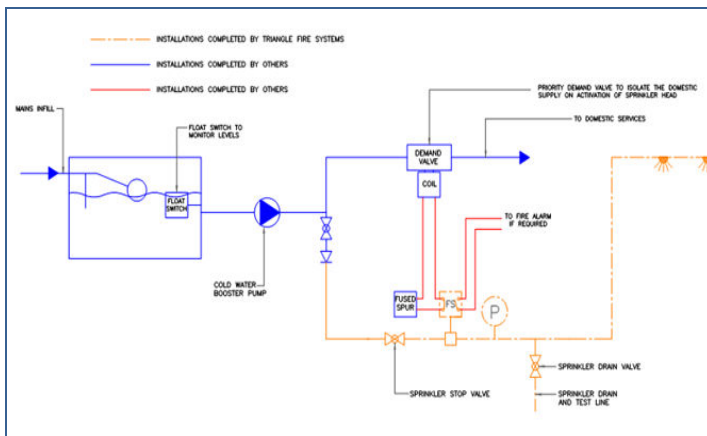 INSTALLATIONS COMPLETED BY TRIANGLE FIRE SYSTEMS
INSTALLATIONS COMPLETED BY OTHERS
INSTALLATIONS COMPLETED BY OTHERS
MAINS INFILL
FLOAT SWITCH TO
MONITOR LEVELS
PRIORITY DEMAND VALVE TO ISOLATE THE DOMESTIC
SUPPLY ON ACTIVATION OF SPRINKLER HEAD
TO DOMESTIC SERVICES
DEMAND
VALVE
COIL
FLOAT
SWITCH
TO FIRE ALARM
IF REQUIRED
COLD WATER
BOOSTER PUMP
FUSED
SPUR
FS
P
SPRINKLER DRAIN VALVE
SPRINKLER STOP VALVE
SPRINKLER DRAIN
AND TEST LINE